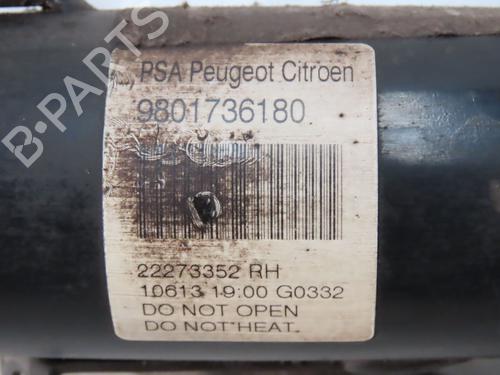 B-PARTS
PSA Peugeot Citroen
9801736180
22273352 RH
10613 19:00 G0332
DO NOT OPEN
DO NOT HEAT